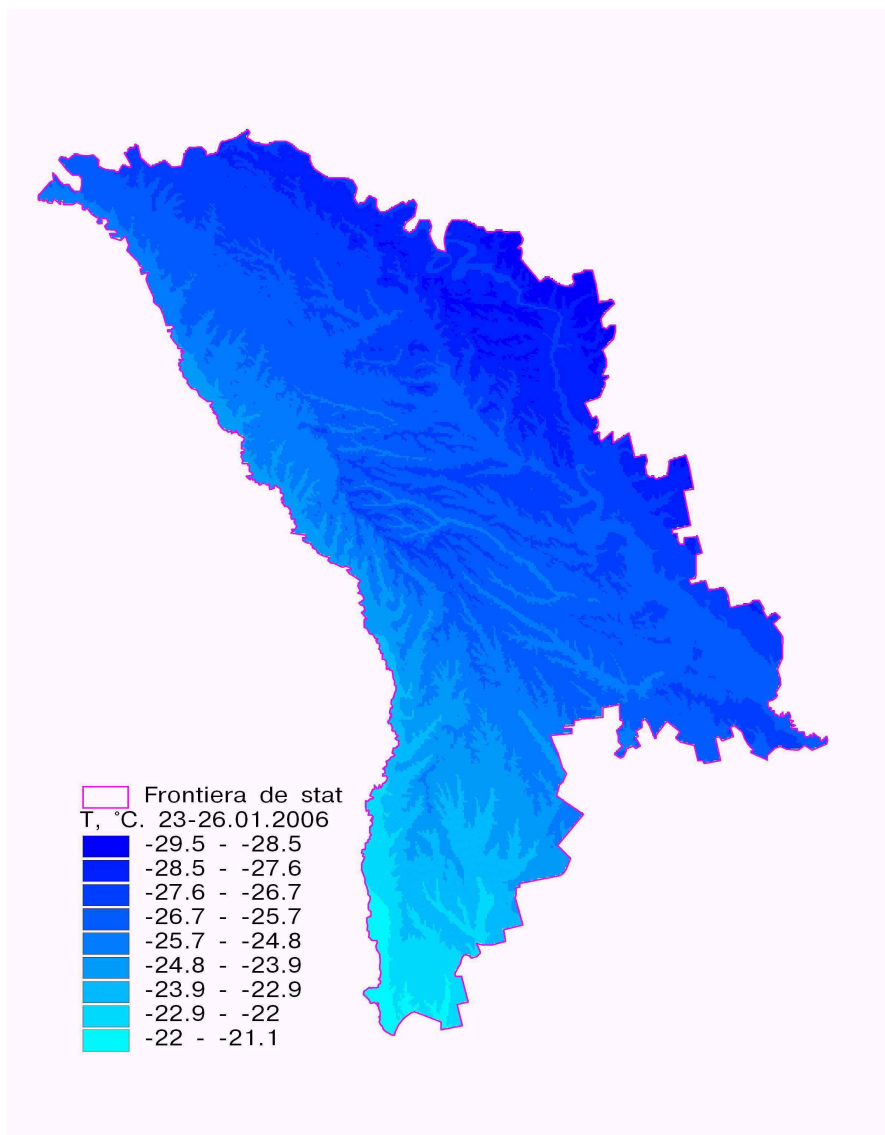 Frontiera de stat
T, °C. 23-26.01.2006
-29.5 - -28.5
-28.5 - -27.6
-27.6 - -26.7
-26.7 - -25.7
-25.7 - -24.8
-24.8 - -23.9
-23.9 - -22.9
-22.9 - -22
-22 - -21.1